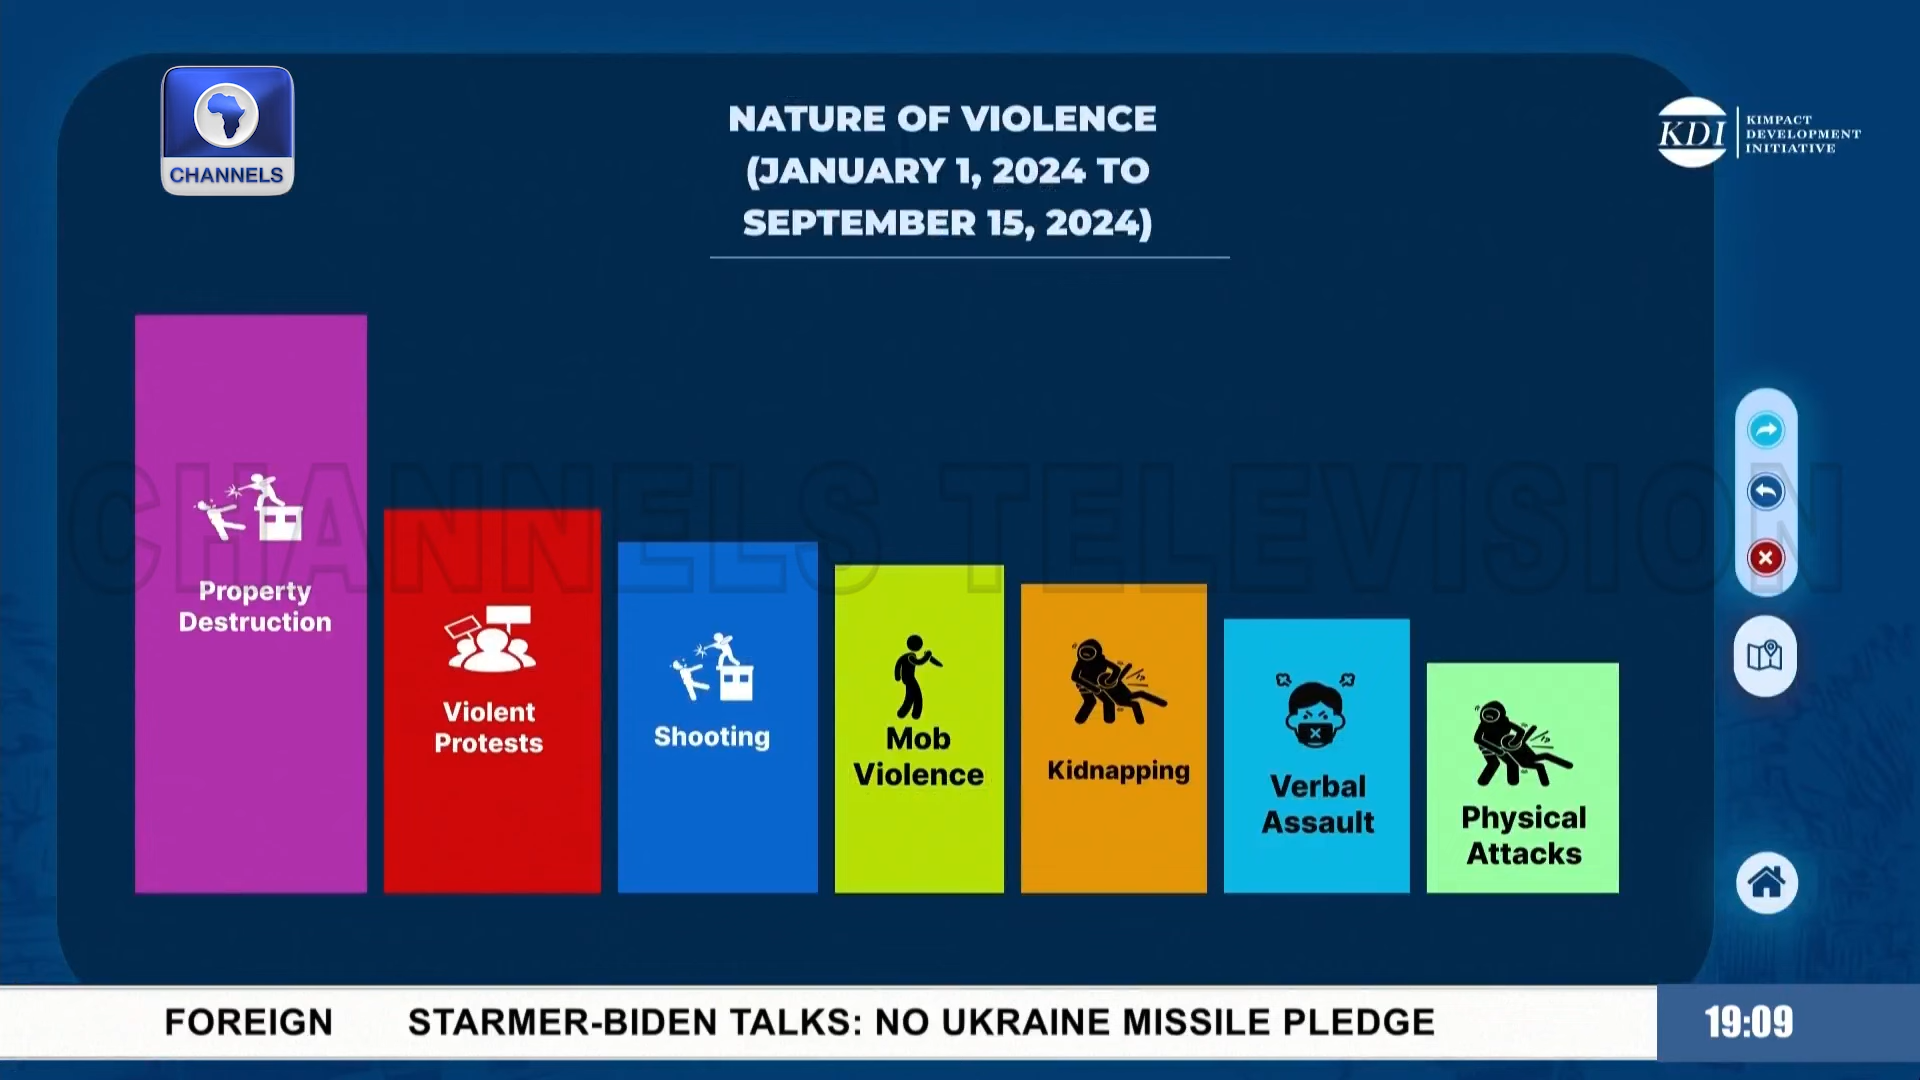 CHANNELS
NATURE OF VIOLENCE
(JANUARY 1, 2024 TO
SEPTEMBER 15, 2024)
KDI
KIMPACT
DEVELOPMENT
INITIATIVE
CHANNELS TELEVISION
Property
Destruction
Violent
Protests
Shooting
Mob
Violence
Kidnapping
Verbal
Assault
Physical
Attacks
FOREIGN STARMER-BIDEN TALKS: NO UKRAINE MISSILE PLEDGE
19:09